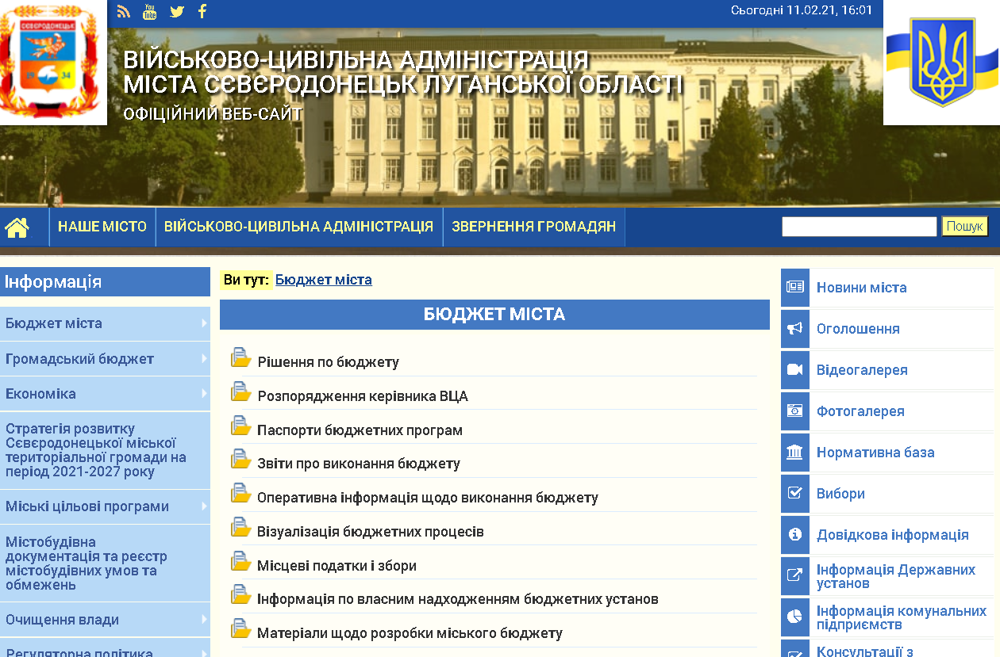 Сьогодні 11.02.21, 16:01
СЄВЄРОДОНЕЦЬК
19 34
You
Tube
ВІЙСЬКОВО-ЦИВІЛЬНА АДМІНІСТРАЦІЯ
МІСТА СЄВЄРОДОНЕЦЬК ЛУГАНСЬКОЇ ОБЛАСТІ
ОФІЦІЙНИЙ ВЕБ-САЙТ
НАШЕ МІСТО
ВІЙСЬКОВО-ЦИВІЛЬНА АДМІНІСТРАЦІЯ
ЗВЕРНЕННЯ ГРОМАДЯН
Пошук
Інформація
Бюджет міста
Громадський бюджет
Економіка
Стратегія розвитку
Сєвєродонецької міської
територіальної громади на
період 2021-2027 року
Міські цільові програми
Містобудівна
документація та реєстр
містобудівних умов та
обмежень
Очищення влади
Регуляторна політика
Ви тут: Бюджет міста
БЮДЖЕТ МІСТА
Рішення по бюджету
Розпорядження керівника ВЦА
Паспорти бюджетних програм
Звіти про виконання бюджету
Оперативна інформація щодо виконання бюджету
Візуалізація бюджетних процесів
Місцеві податки і збори
Інформація по власним надходженням бюджетних установ
Матеріали щодо розробки міського бюджету
Новини міста
Оголошення
Відеогалерея
Фотогалерея
Нормативна база
Вибори
Довідкова інформація
Інформація Державних
установ
Інформація комунальних
підприємств
Консультації з